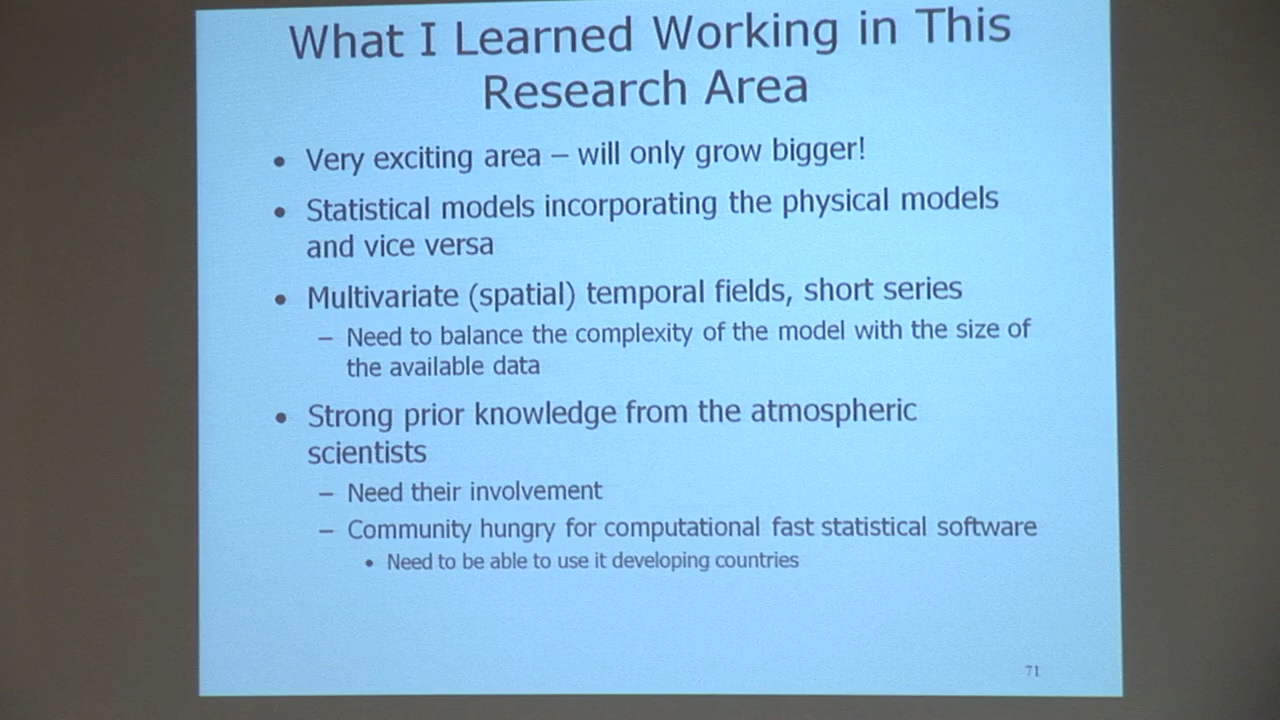 What I Learned Working in This
Research Area
• Very exciting area – will only grow bigger!
• Statistical models incorporating the physical models
and vice versa
• Multivariate (spatial) temporal fields, short series
– Need to balance the complexity of the model with the size of
the available data
• Strong prior knowledge from the atmospheric
scientists
– Need their involvement
– Community hungry for computational fast statistical software
• Need to be able to use it developing countries
71